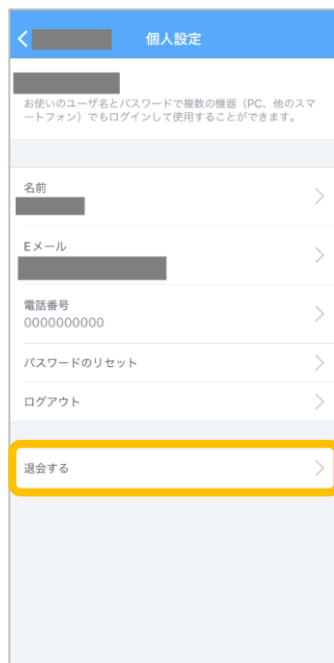 個人設定
お使いのユーザ名とパスワードで複数の機器（PC、他のスマ
ートフォン）でもログインして使用することができます。
名前
Eメール
電話番号
0000000000
パスワードのリセット
ログアウト
退会する